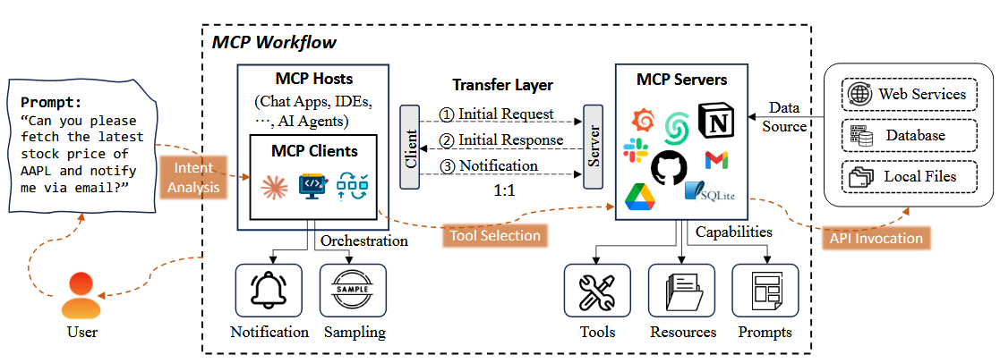 MCP Workflow
Prompt:
“Can you please
fetch the latest
stock price of
AAPL and notify
me via email?”
User
Intent
Analysis
MCP Hosts
(Chat Apps, IDEs,
⋯, AI Agents)
MCP Clients
Orchestration
Notification
Sampling
SAMPLE
Transfer Layer
Client
① Initial Request
② Initial Response
③ Notification
1:1
Server
Tool Selection
MCP Servers
SQLite
Capabilities
Tools
Resources
Prompts
Data
Source
Web Services
Database
Local Files
API Invocation